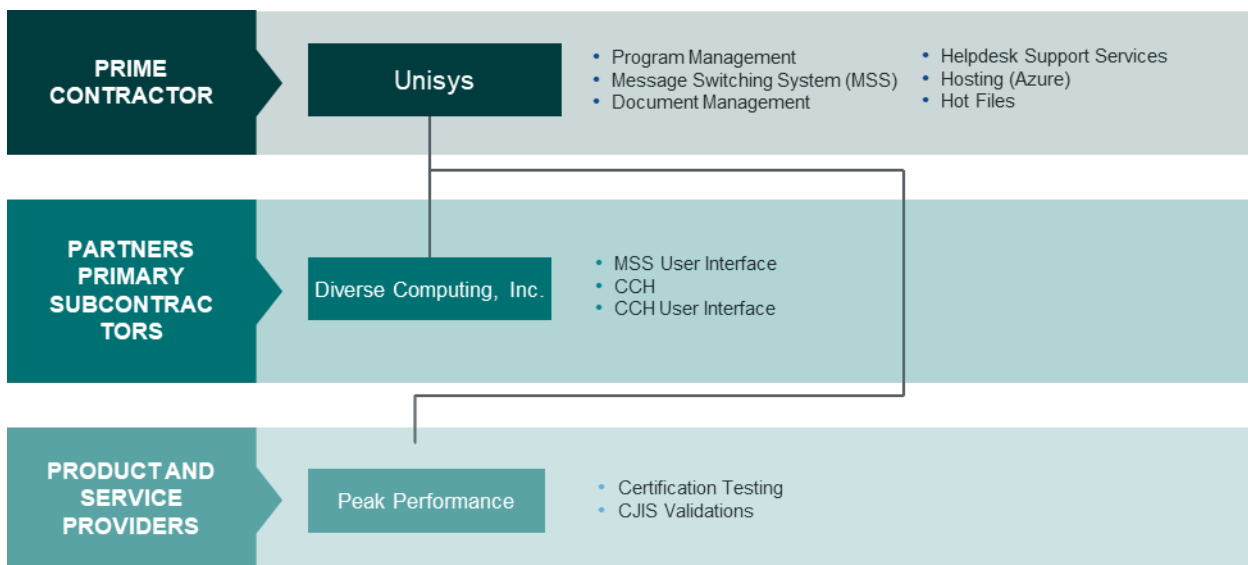 PRIME
CONTRACTOR
Unisys
• Program Management
• Message Switching System (MSS)
• Document Management
• Helpdesk Support Services
• Hosting (Azure)
• Hot Files
PARTNERS
PRIMARY
SUBCONTRAC
TORS
Diverse Computing, Inc.
• MSS User Interface
• CCH
• CCH User Interface
PRODUCT AND
SERVICE
PROVIDERS
Peak Performance
• Certification Testing
• CJIS Validations